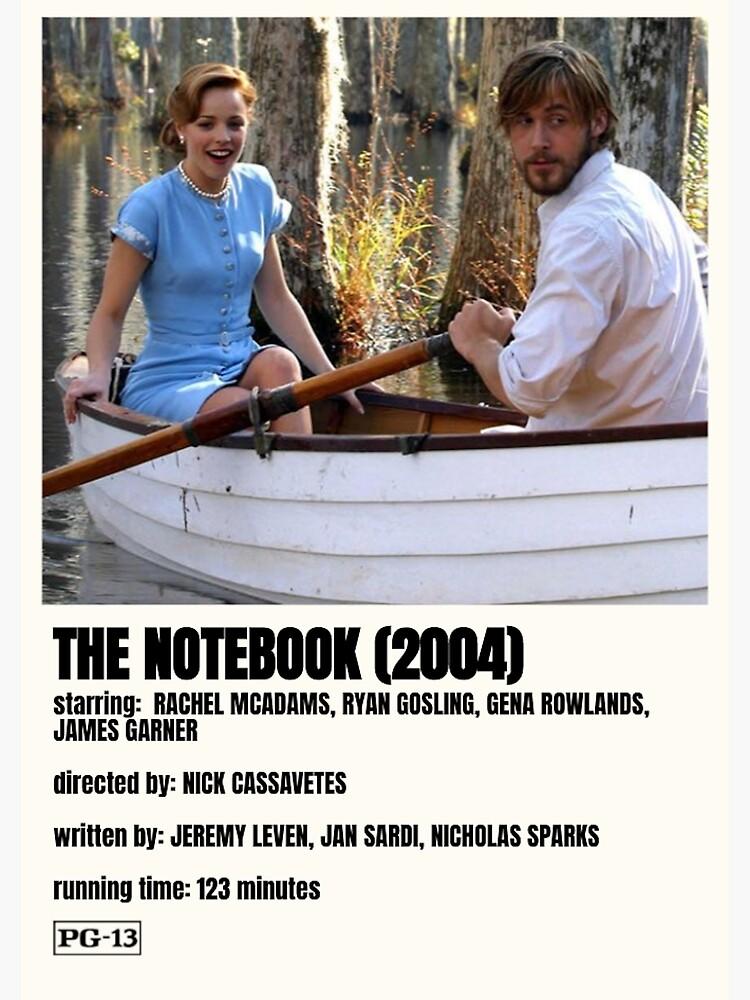 THE NOTEBOOK (2004)
starring: RACHEL MCADAMS, RYAN GOSLING, GENA ROWLANDS,
JAMES GARNER
directed by: NICK CASSAVETES
written by: JEREMY LEVEN, JAN SARDI, NICHOLAS SPARKS
running time: 123 minutes
PG-13